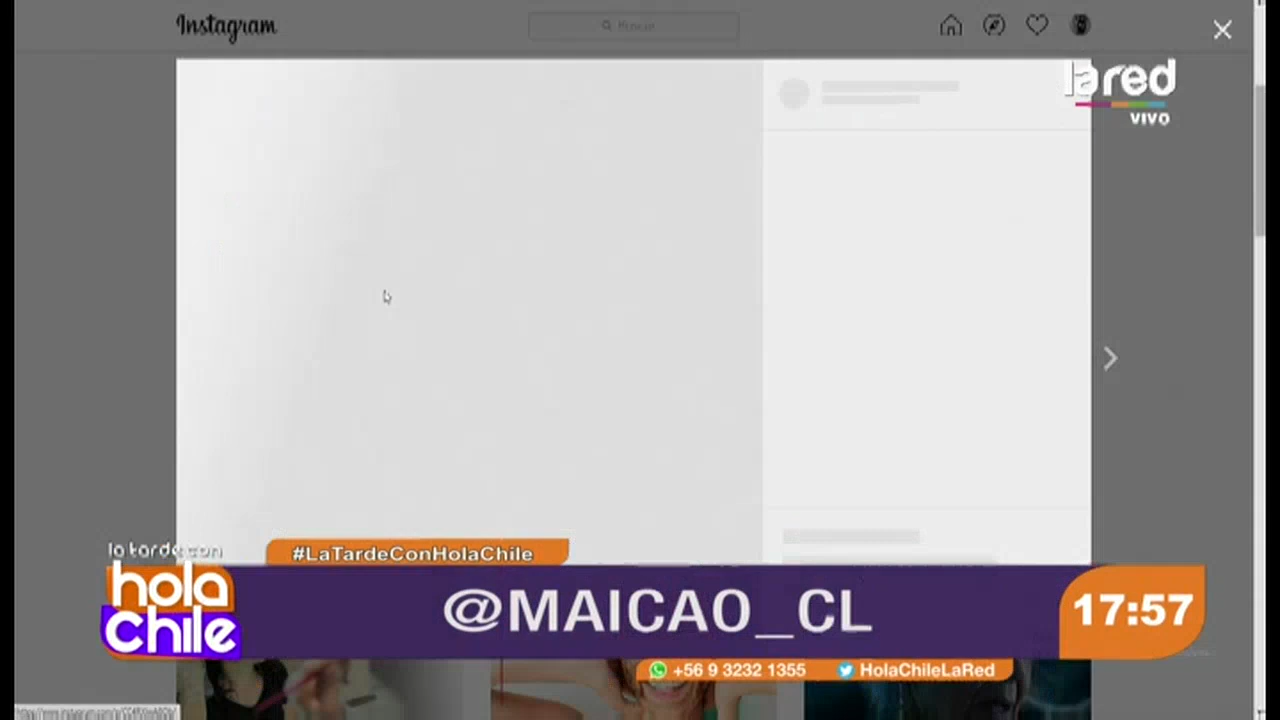 Instagram
la red
VIVO
#LaTardeConHolaChile
la tarde con
hola
chile
@MAICAO_CL
17:57
+56 9 3232 1355
HolaChileLaRed